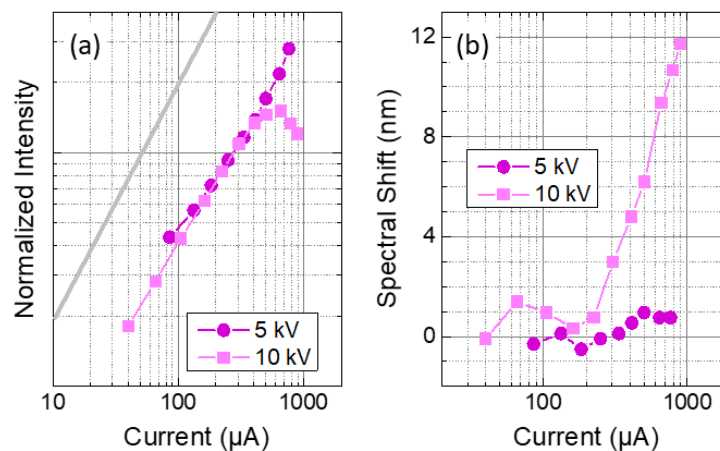 (a)
Normalized Intensity
5 kV
10 kV
10
100
1000
Current (µA)
(b)
Spectral Shift (nm)
12
8
4
0
5 kV
10 kV
100
1000
Current (µA)